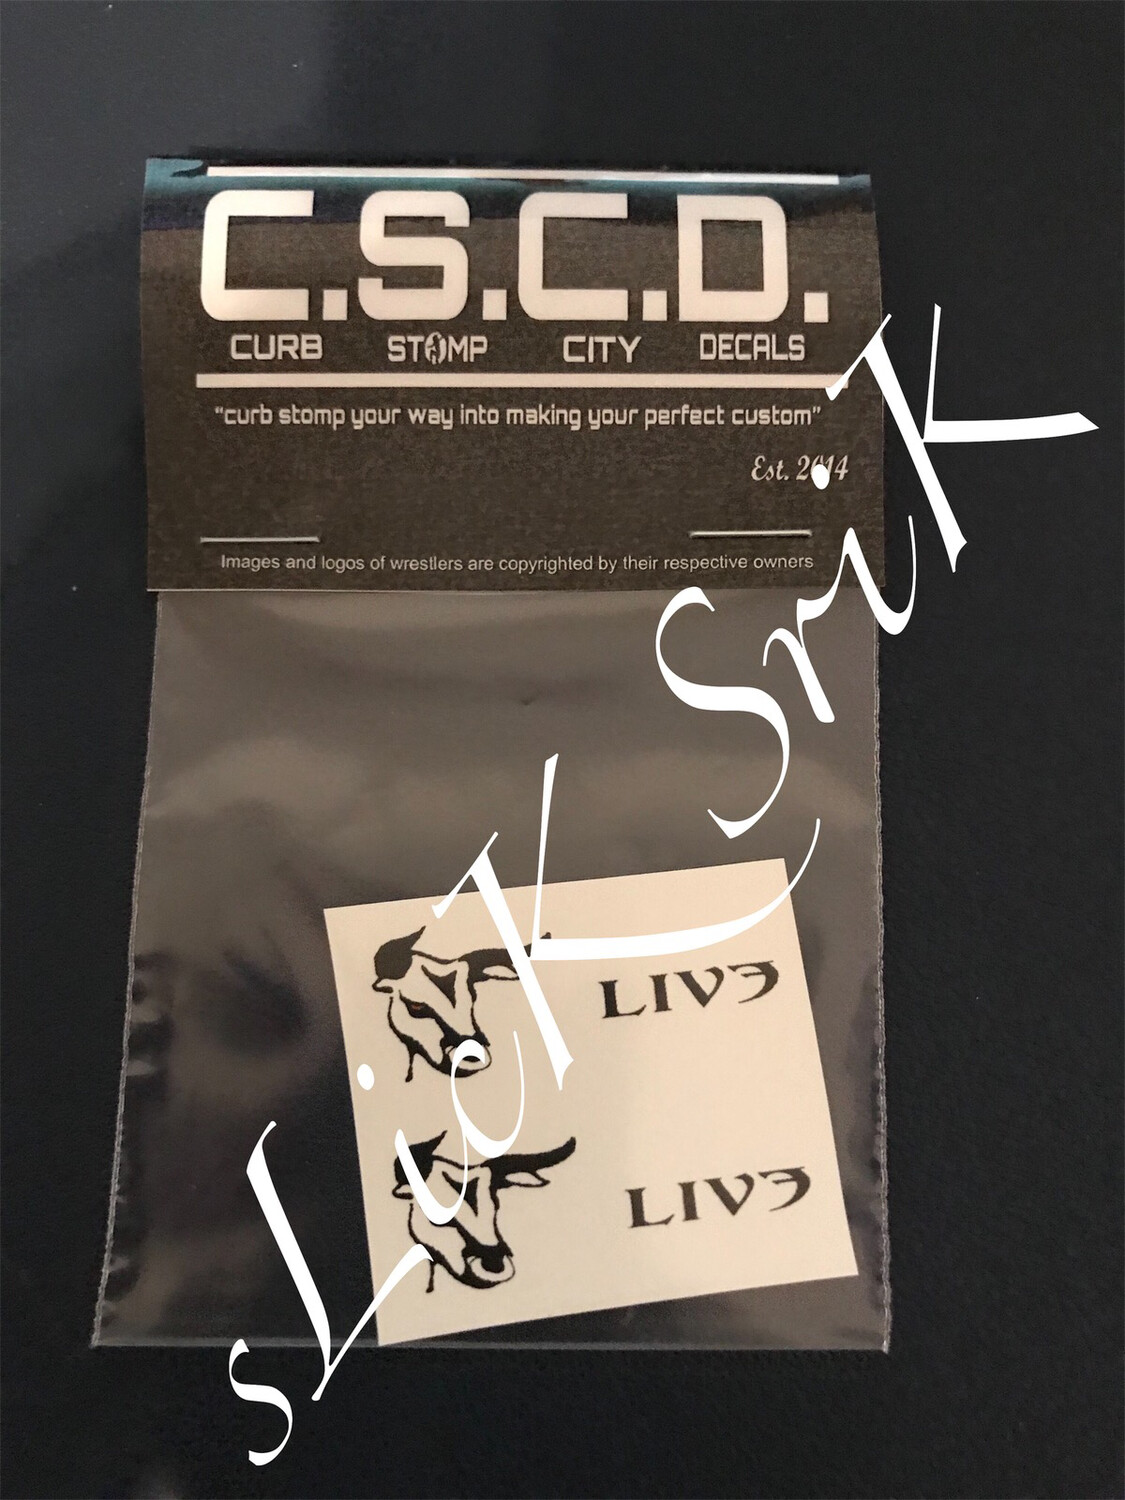 C.S.C.D.
CURB STOMP CITY DECALS
“curb stomp your way into making your perfect custom”
Est. 2014
Images and logos of wrestlers are copyrighted by their respective owners
sLicK SriK
LIVƎ
LIVƎ